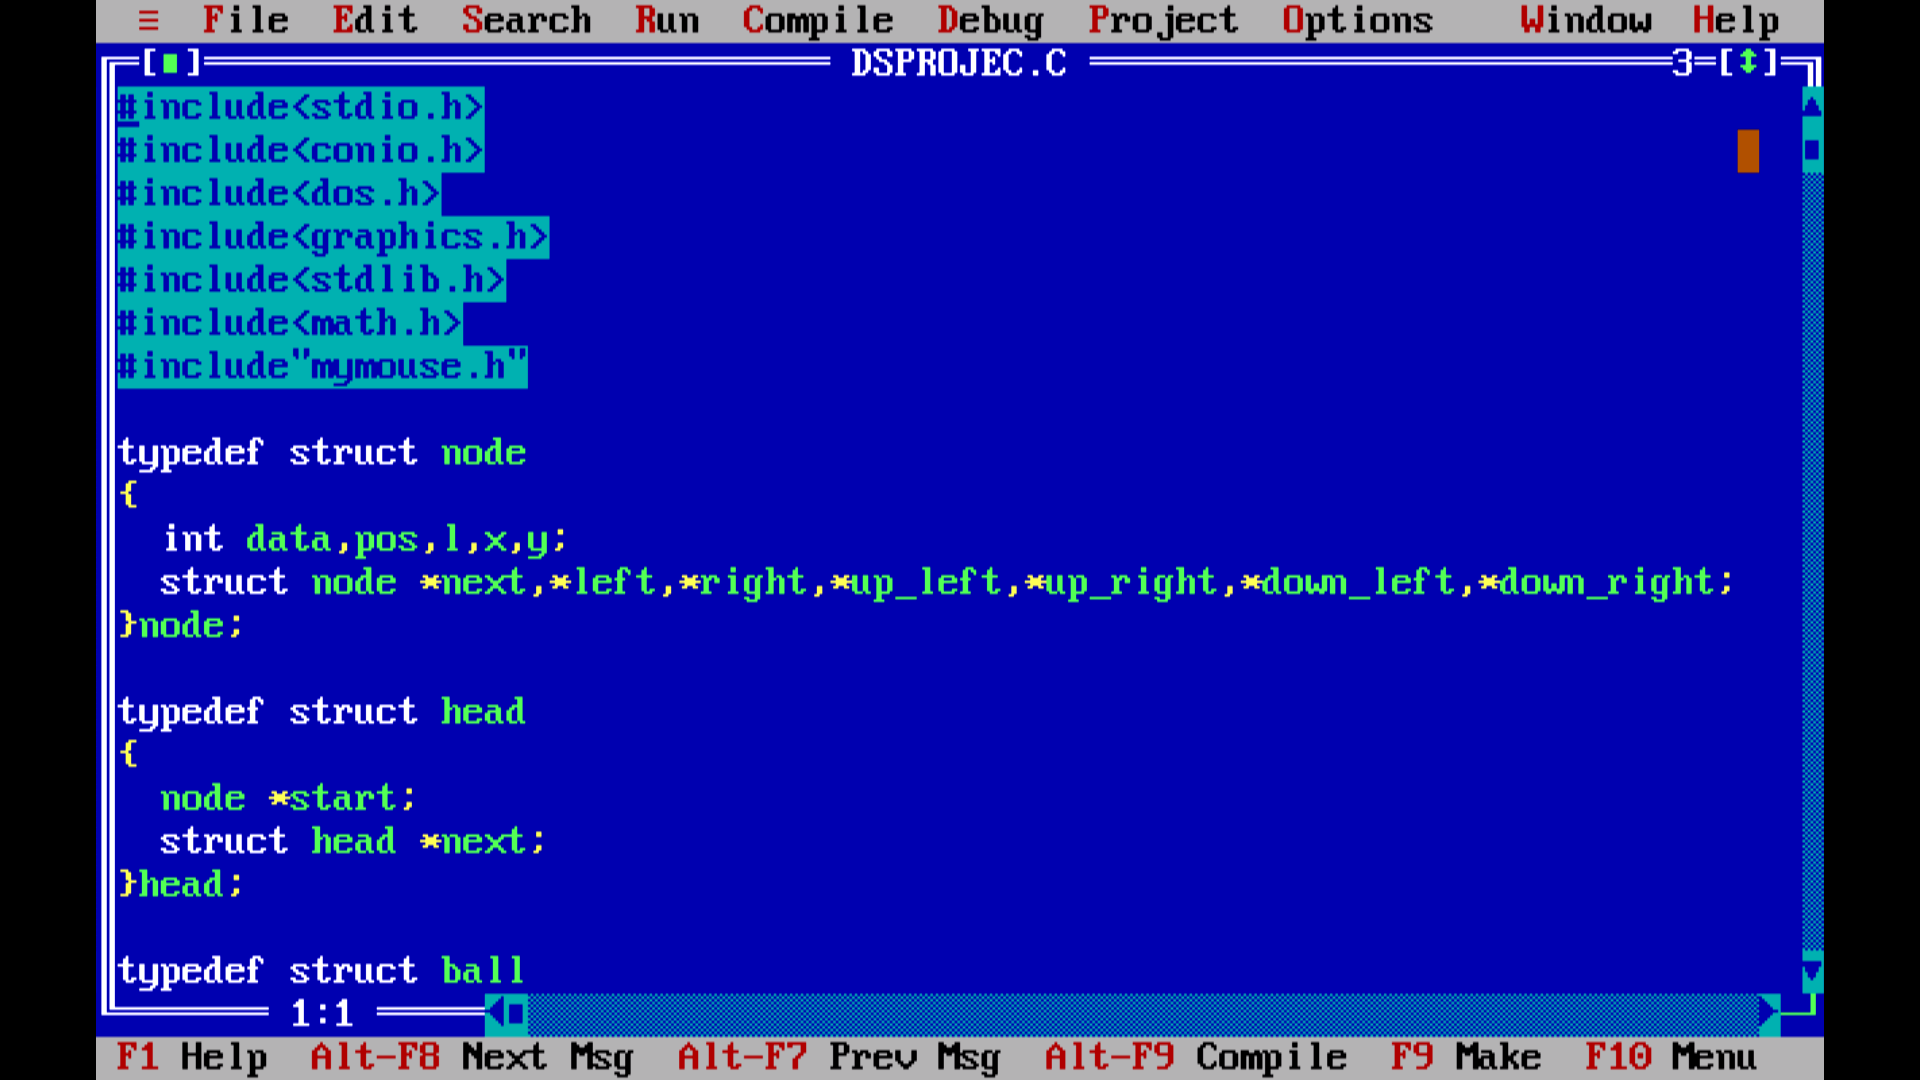 ≡ File Edit Search Run Compile Debug Project Options Window Help
[■] DSPROJEC.C 3=[↕]
#include<stdio.h>
#include<conio.h>
#include<dos.h>
#include<graphics.h>
#include<stdlib.h>
#include<math.h>
#include"mymouse.h"
typedef struct node
{
int data,pos,l,x,y;
struct node *next,*left,*right,*up_left,*up_right,*down_left,*down_right;
}node;
typedef struct head
{
node *start;
struct head *next;
}head;
typedef struct ball
1:1
F1 Help Alt-F8 Next Msg Alt-F7 Prev Msg Alt-F9 Compile F9 Make F10 Menu